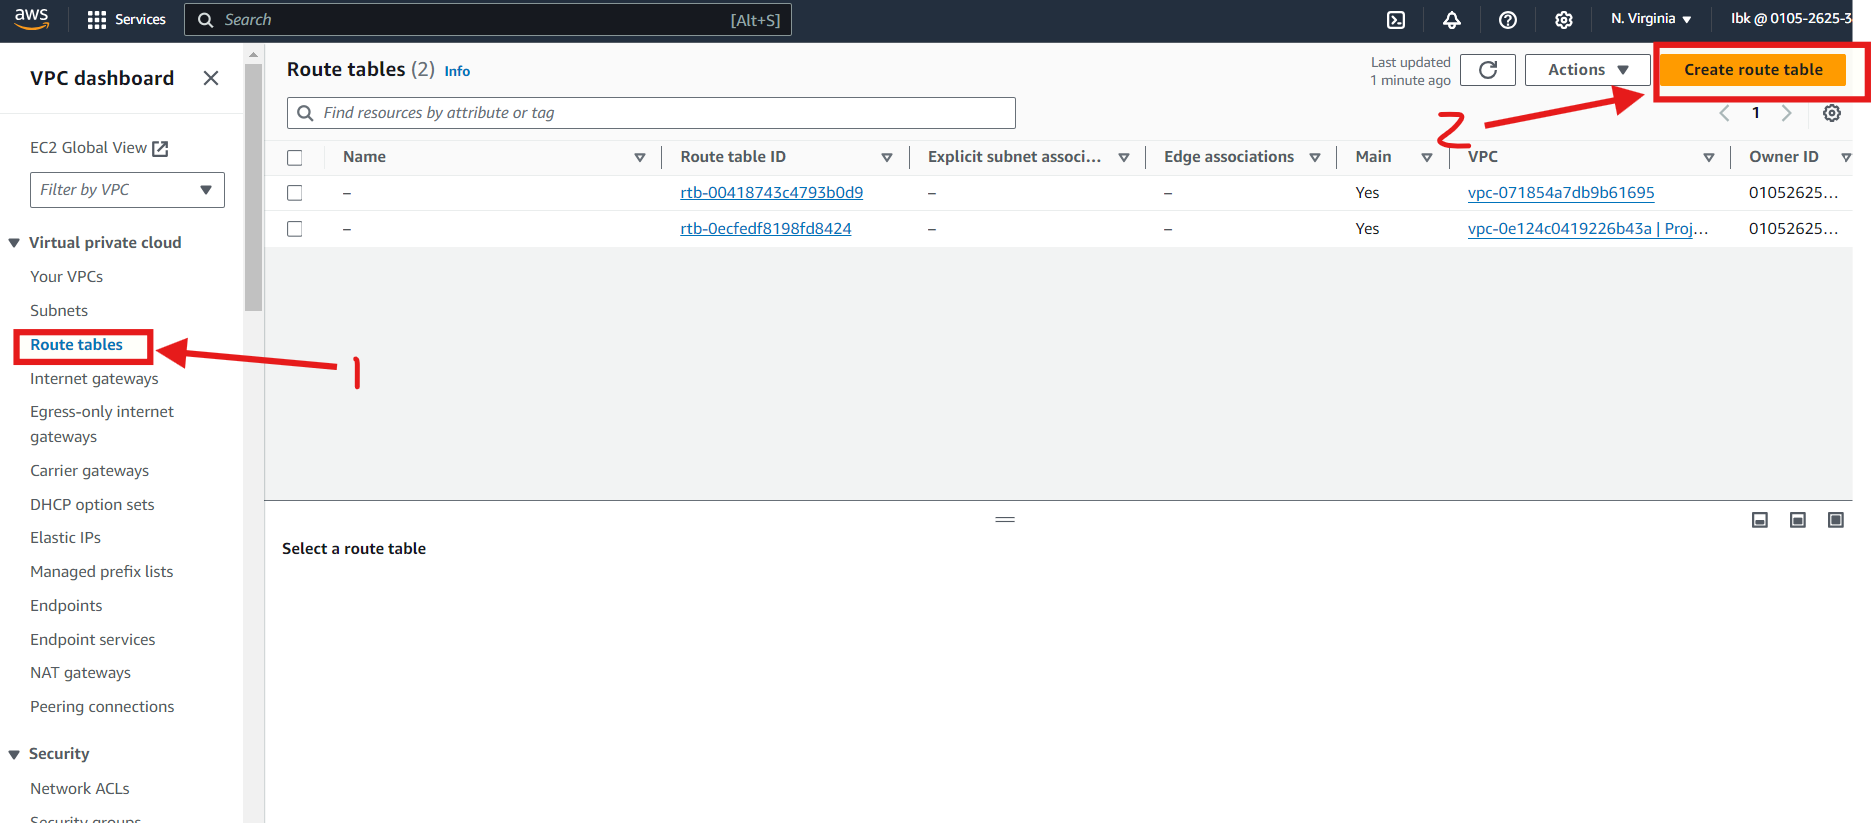 aws
Services
Search
[Alt+S]
N. Virginia
Ibk @ 0105-2625-3
VPC dashboard
EC2 Global View
Filter by VPC
Virtual private cloud
Your VPCs
Subnets
Route tables
Internet gateways
Egress-only internet
gateways
Carrier gateways
DHCP option sets
Elastic IPs
Managed prefix lists
Endpoints
Endpoint services
NAT gateways
Peering connections
Security
Network ACLs
Security groups
1
Route tables (2) Info
Last updated
1 minute ago
Actions
Create route table
Find resources by attribute or tag
2
1
Name Route table ID Explicit subnet associ... Edge associations Main VPC Owner ID
– rtb-00418743c4793b0d9 – – Yes vpc-071854a7db9b61695 01052625...
– rtb-0ecfedf8198fd8424 – – Yes vpc-0e124c0419226b43a | Proj... 01052625...
Select a route table